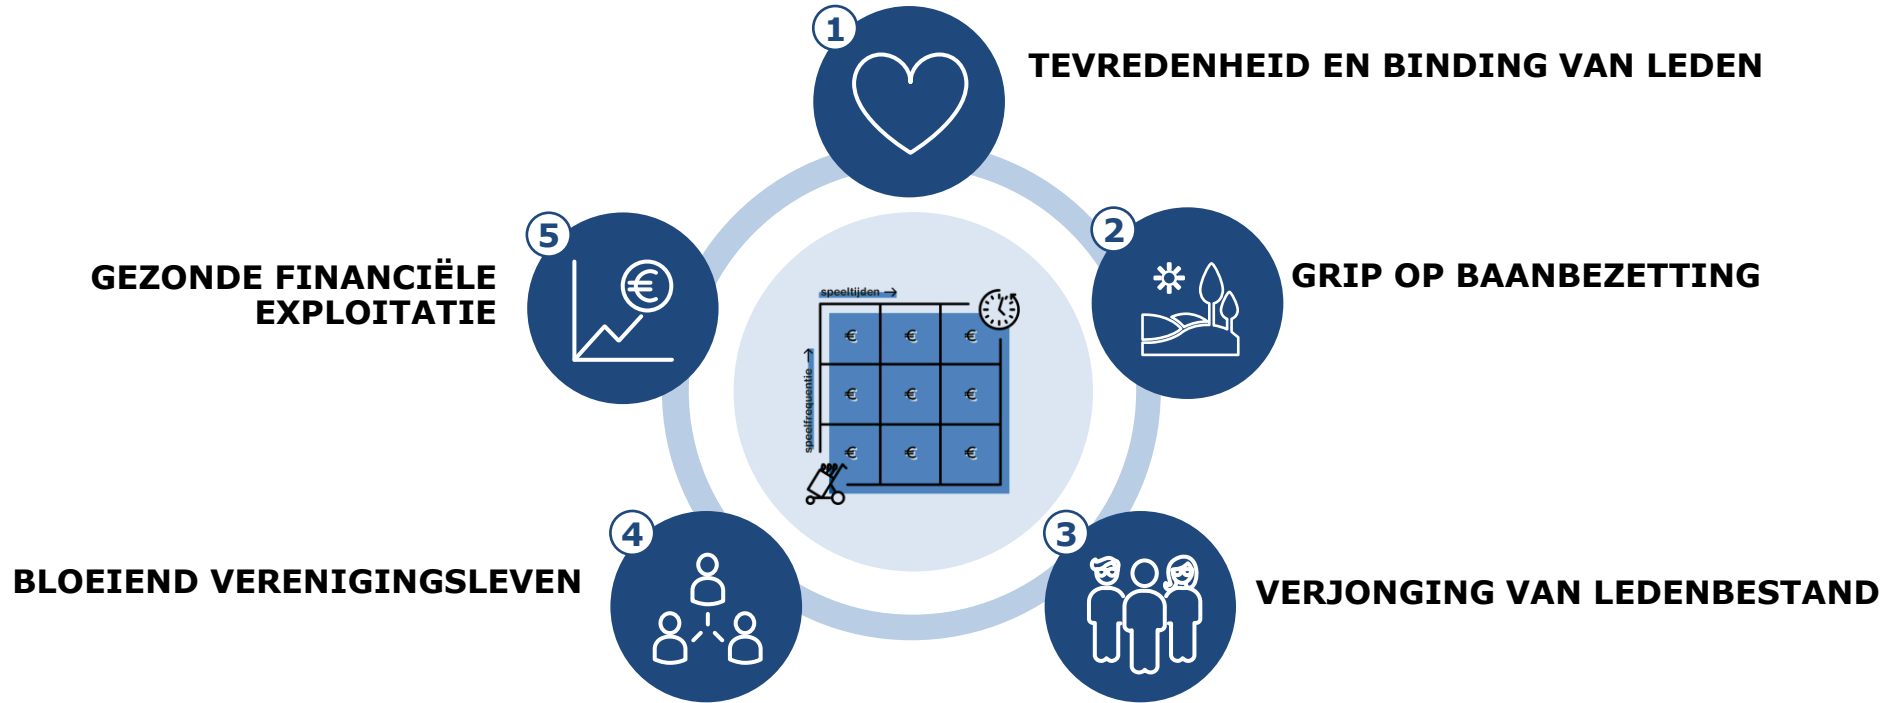 1
TEVREDENHEID EN BINDING VAN LEDEN
2
GRIP OP BAANBEZETTING
3
VERJONGING VAN LEDENBESTAND
4
BLOEIEND VERENIGINGSLEVEN
5
GEZONDE FINANCIËLE
EXPLOITATIE
€
speeltijden →
speelfrequentie →
€ € €
€ € €
€ € €